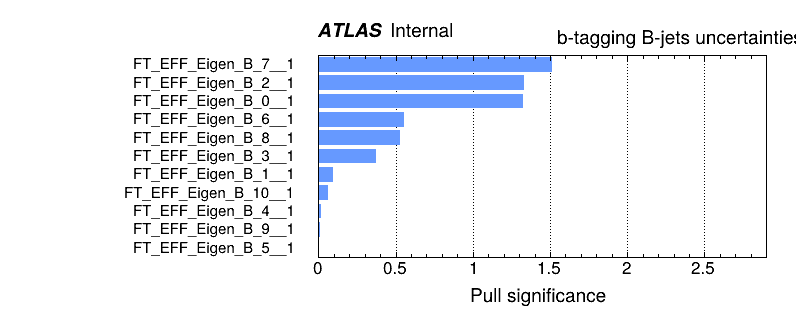 ATLAS Internal
b-tagging B-jets uncertainties
FT_EFF_Eigen_B_7__1
FT_EFF_Eigen_B_2__1
FT_EFF_Eigen_B_0__1
FT_EFF_Eigen_B_6__1
FT_EFF_Eigen_B_8__1
FT_EFF_Eigen_B_3__1
FT_EFF_Eigen_B_1__1
FT_EFF_Eigen_B_10__1
FT_EFF_Eigen_B_4__1
FT_EFF_Eigen_B_9__1
FT_EFF_Eigen_B_5__1
0 0.5 1 1.5 2 2.5
Pull significance